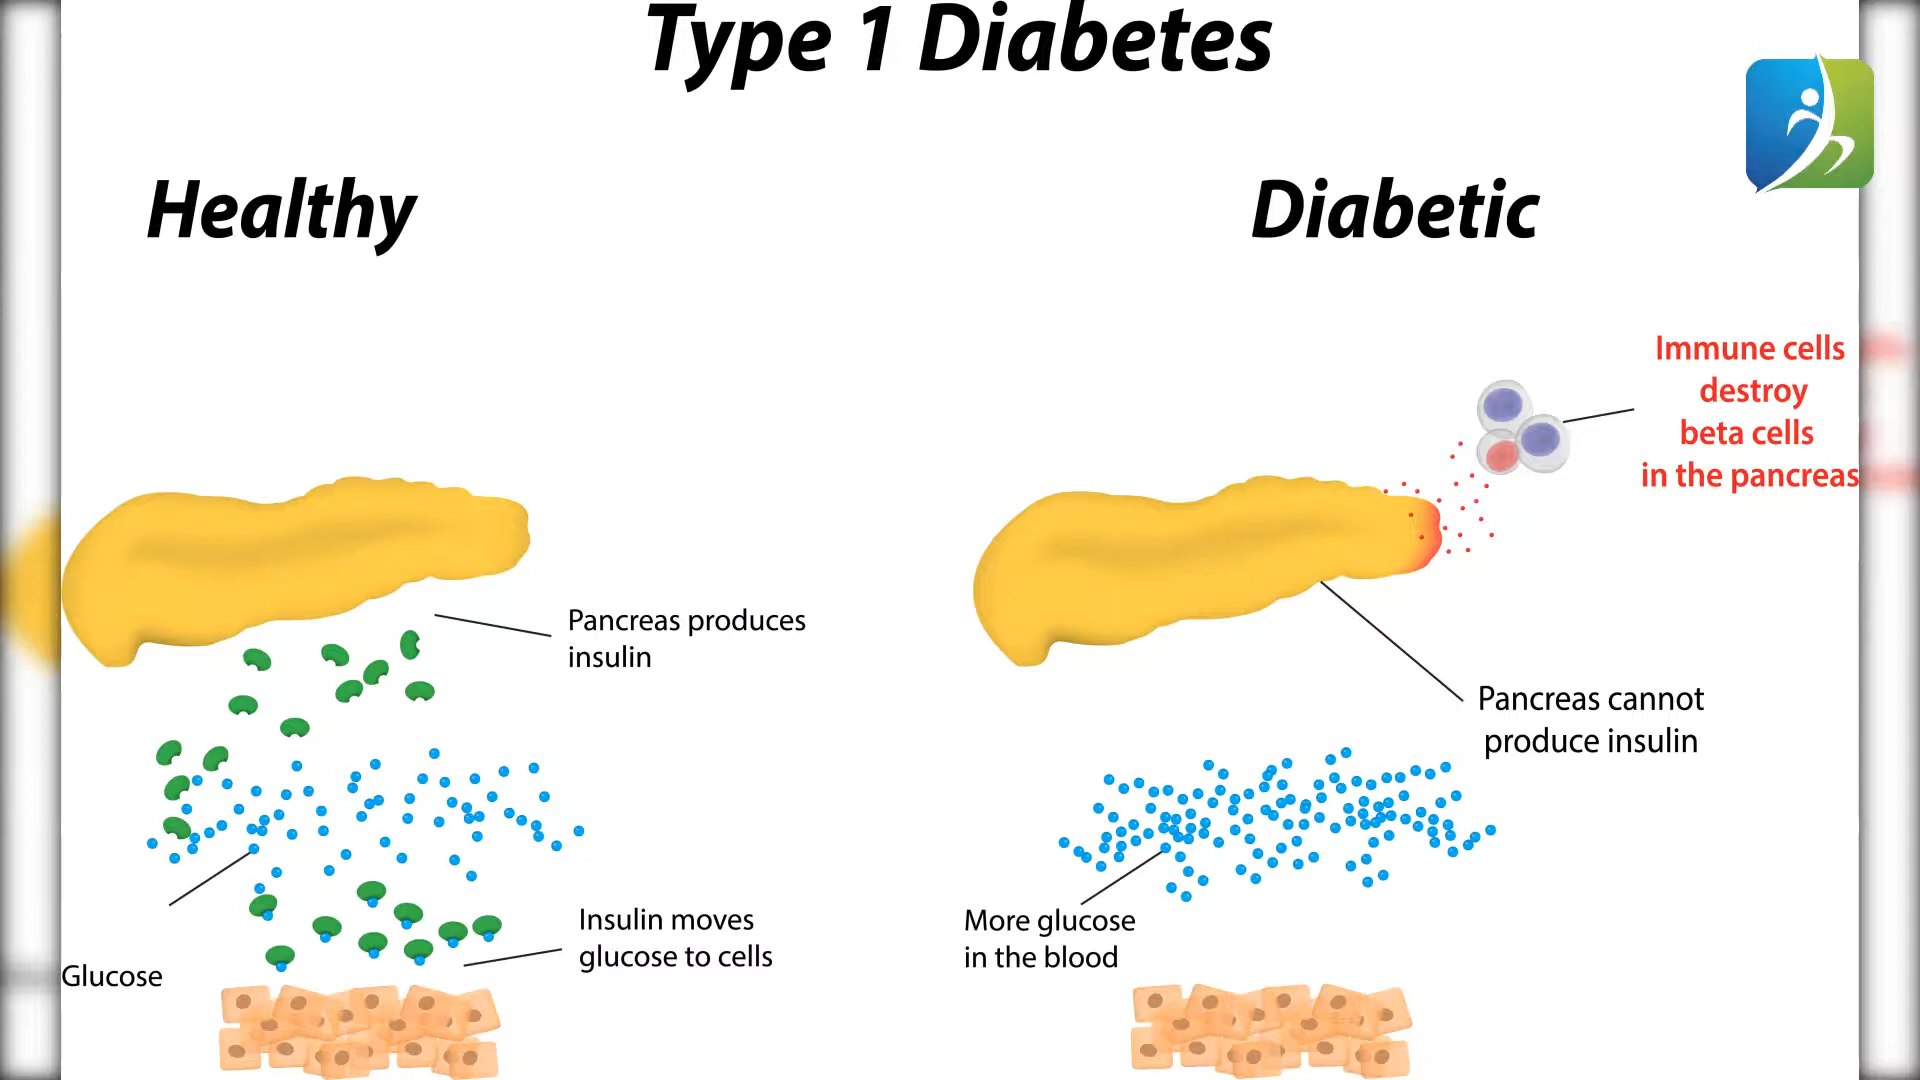 Type 1 Diabetes
Healthy
Diabetic
Immune cells
destroy
beta cells
in the pancreas
Pancreas produces
insulin
Pancreas cannot
produce insulin
Insulin moves
glucose to cells
Glucose
More glucose
in the blood